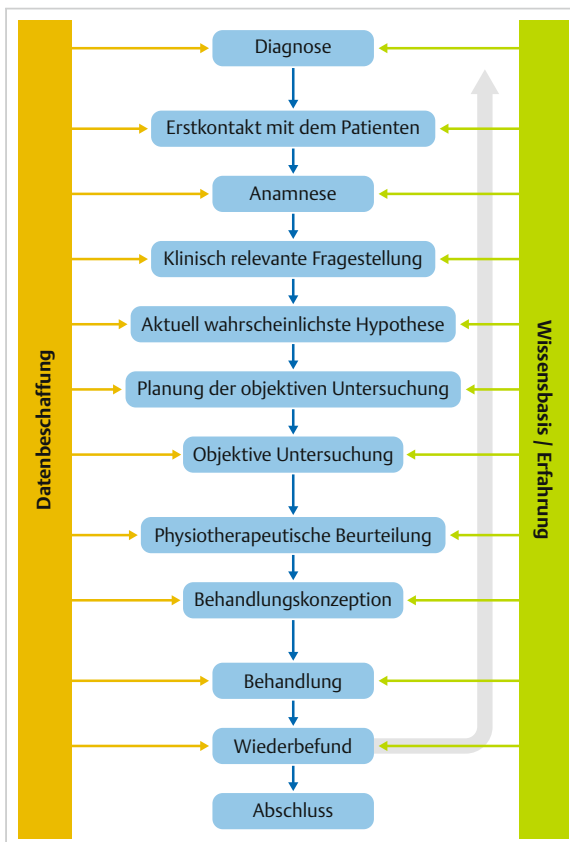 Datenbeschaffung
Diagnose
Erstkontakt mit dem Patienten
Anamnese
Klinisch relevante Fragestellung
Aktuell wahrscheinlichste Hypothese
Planung der objektiven Untersuchung
Objektive Untersuchung
Physiotherapeutische Beurteilung
Behandlungskonzeption
Behandlung
Wiederbefund
Abschluss
Wissensbasis / Erfahrung